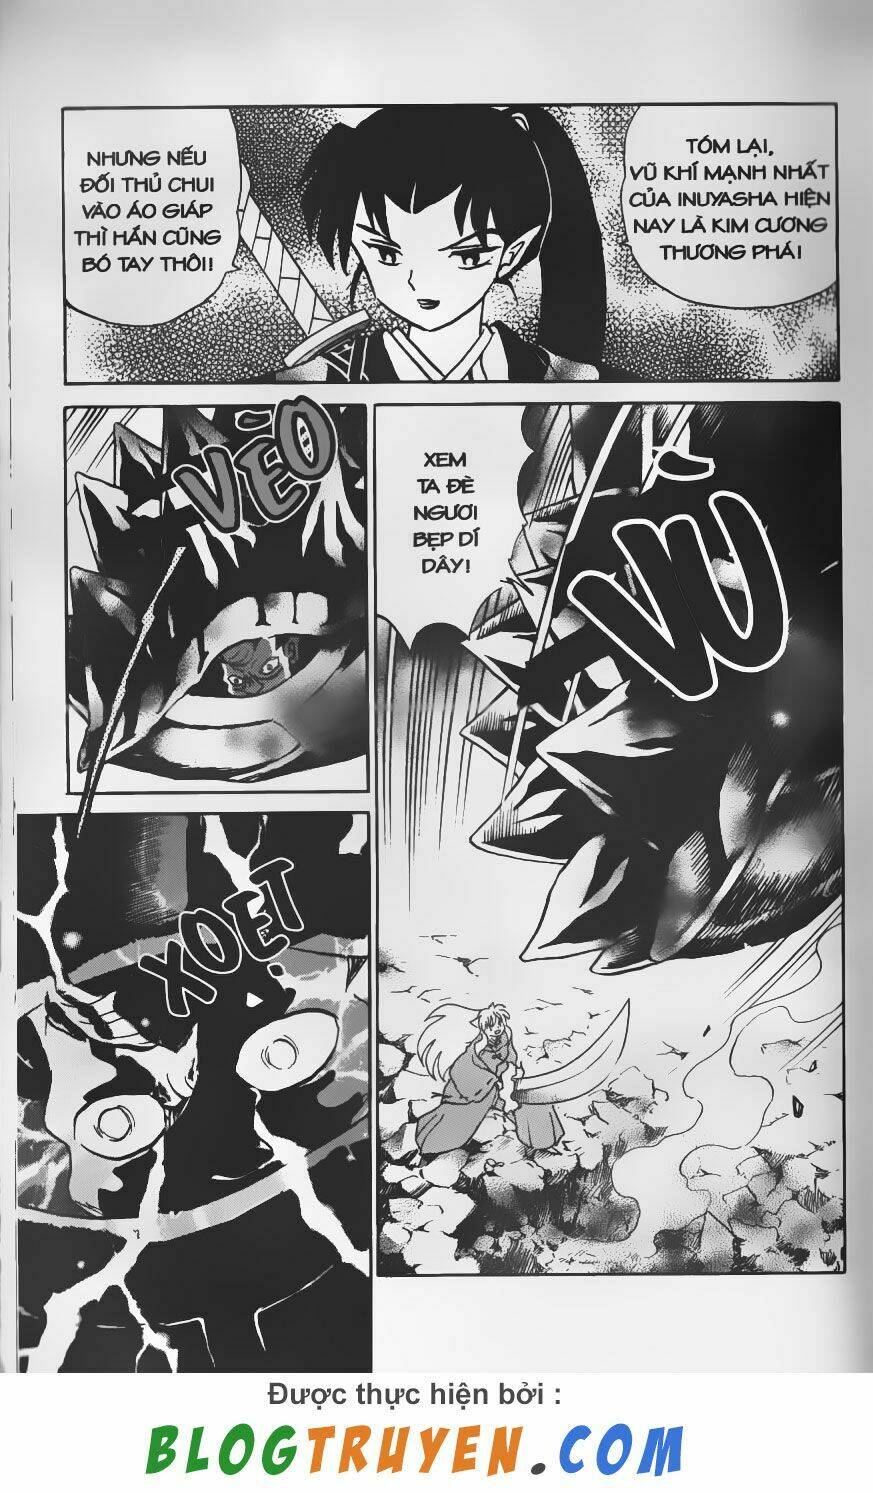 TÓM LẠI,
VŨ KHÍ MẠNH NHẤT
CỦA INUYASHA HIỆN
NAY LÀ KIM CƯƠNG
THƯƠNG PHÁ!
NHƯNG NẾU
ĐỐI THỦ CHUI
VÀO ÁO GIÁP
THÌ HẮN CŨNG
BÓ TAY THÔI!
VÙ
XEM
TA ĐÈ
NGƯƠI
BẸP DÍ
DÂY!
VÈO
XOẸT
Được thực hiện bởi :
BLOGTRUYEN.COM